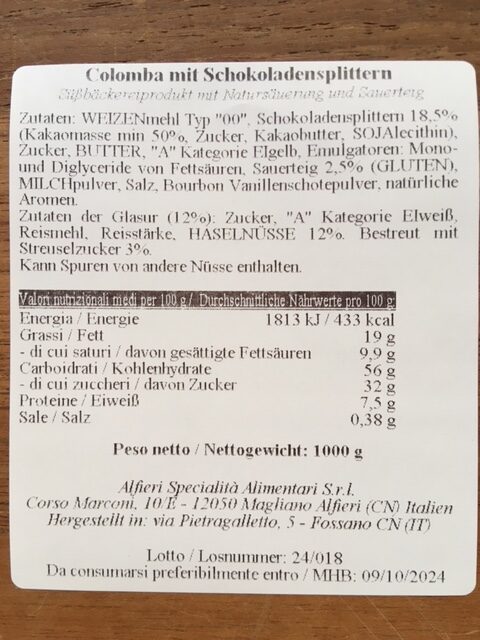 Colomba mit Schokoladensplittern
Süßbäckereiprodukt mit Natursäuerung und Sauerteig
Zutaten: WEIZENmehl Typ "00", Schokoladensplittern 18,5%
(Kakaomasse min 50%, Zucker, Kakaobutter, SOJAlecithin),
Zucker, BUTTER, "A" Kategorie Eigelb, Emulgatoren: Mono-
und Diglyceride von Fettsäuren, Sauerteig 2,5% (GLUTEN),
MILCHpulver, Salz, Bourbon Vanillenschotepulver, natürliche
Aromen.
Zutaten der Glasur (12%): Zucker, "A" Kategorie Eiweiß,
Reismehl, Reisstärke, HASELNÜSSE 12%. Bestreut mit
Streuselzucker 3%.
Kann Spuren von andere Nüsse enthalten.
Valori nutrizionali medi per 100 g / Durchschnittliche Nährwerte pro 100 g:
Energia / Energie 1813 kJ / 433 kcal
Grassi / Fett 19 g
- di cui saturi / davon gesättigte Fettsäuren 9,9 g
Carboidrati / Kohlenhydrate 56 g
- di cui zuccheri / davon Zucker 32 g
Proteine / Eiweiß 7,5 g
Sale / Salz 0,38 g
Peso netto / Nettogewicht: 1000 g
Alfieri Specialità Alimentari S.r.l.
Corso Marconi, 10/E - 12050 Magliano Alfieri (CN) Italien
Hergestellt in: via Pietragalletto, 5 - Fossano CN (IT)
Lotto / Losnummer: 24/018
Da consumarsi preferibilmente entro / MHB: 09/10/2024